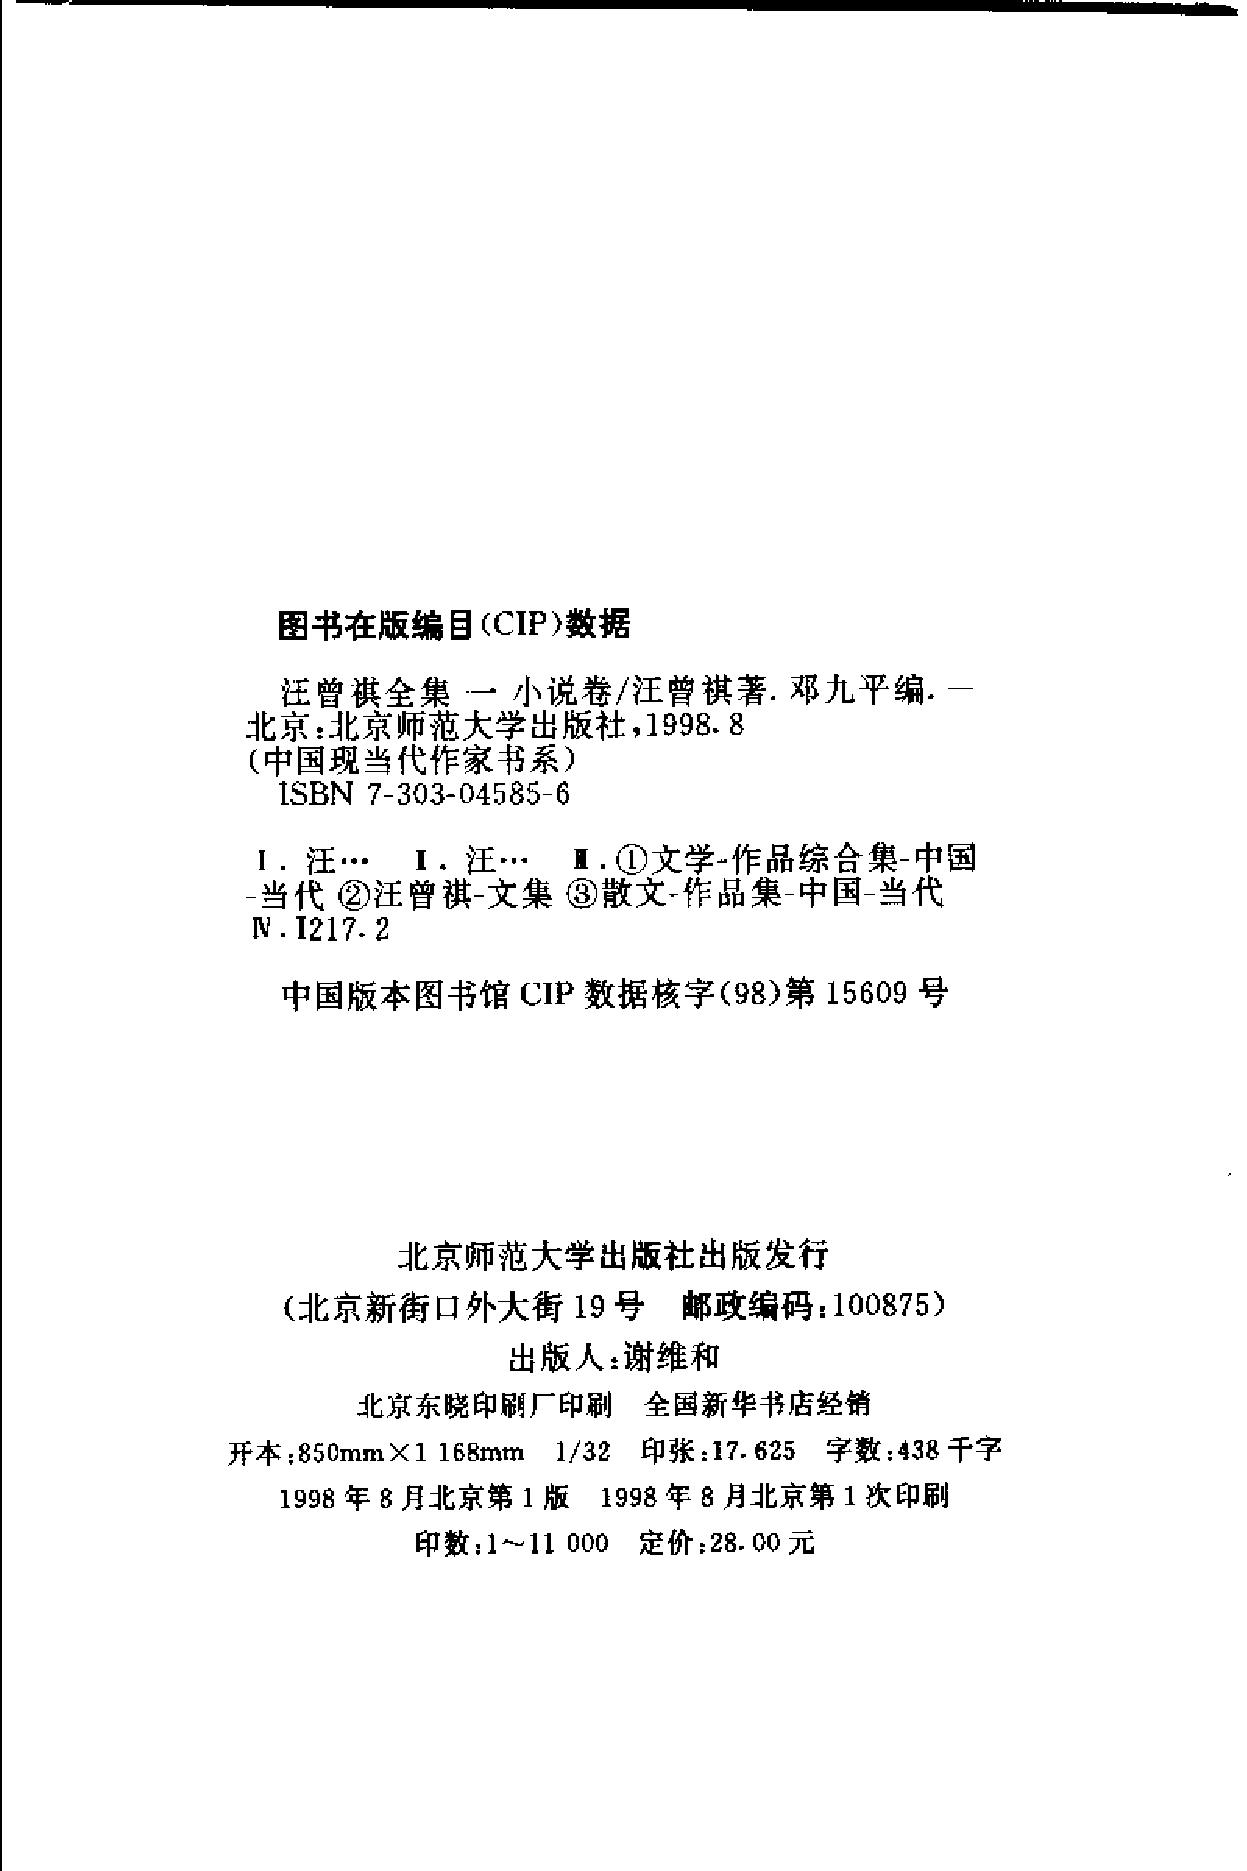 图书在版编目(CIP)数据
汪曾祺全集 一 小说卷/汪曾祺著. 邓九平编. —
北京:北京师范大学出版社,1998. 8
(中国现当代作家书系)
ISBN 7-303-04585-6
Ⅰ. 汪… Ⅱ. 汪… Ⅲ.①文学-作品综合集-中国
-当代 ②汪曾祺-文集 ③散文-作品集-中国-当代
Ⅳ. I217. 2
中国版本图书馆 CIP 数据核字(98)第 15609 号
北京师范大学出版社出版发行
(北京新街口外大街 19 号 邮政编码:100875)
出版人:谢维和
北京东晓印刷厂印刷 全国新华书店经销
开本:850mm×1 168mm 1/32 印张:17. 625 字数:438 千字
1998 年 8 月北京第 1 版 1998 年 8 月北京第 1 次印刷
印数:1～11 000 定价:28. 00 元